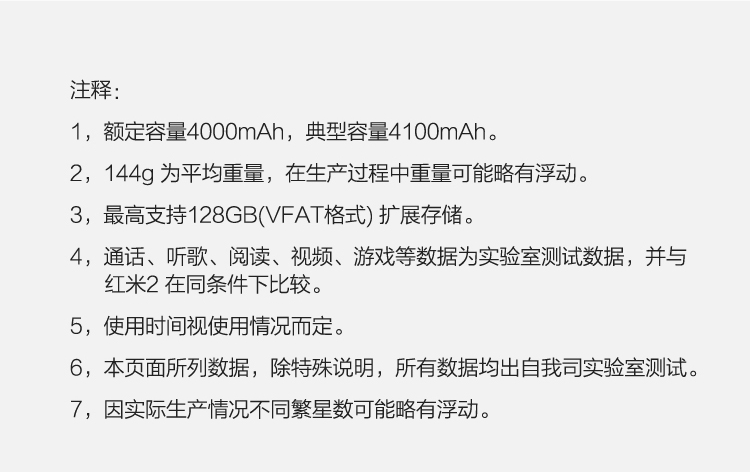 注释：
1，额定容量4000mAh，典型容量4100mAh。
2，144g 为平均重量，在生产过程中重量可能略有浮动。
3，最高支持128GB(VFAT格式) 扩展存储。
4，通话、听歌、阅读、视频、游戏等数据为实验室测试数据，并与
红米2 在同条件下比较。
5，使用时间视使用情况而定。
6，本页面所列数据，除特殊说明，所有数据均出自我司实验室测试。
7，因实际生产情况不同繁星数可能略有浮动。